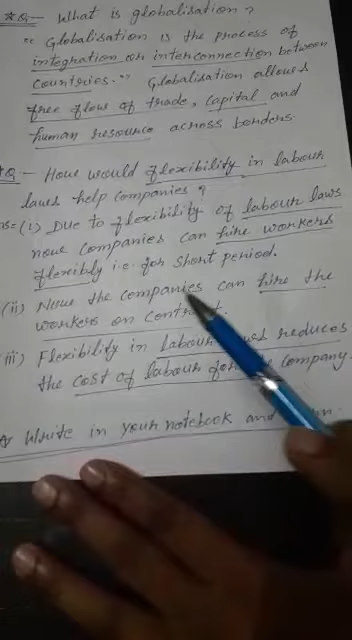 *Q:- What is globalisation?
"Globalisation is the process of
integration or interconnection between
countries." Globalisation allows
free flow of trade, capital and
human resource across borders
*Q - How would flexibility in labour
laws help companies?
ns= (i) Due to flexibility of labour laws
now companies can hire workers
flexibly i.e. for short period.
(ii) Now the companies can hire the
workers on contract.
(iii) Flexibility in labour reduces
the cost of labour for company.
Write in your notebook and